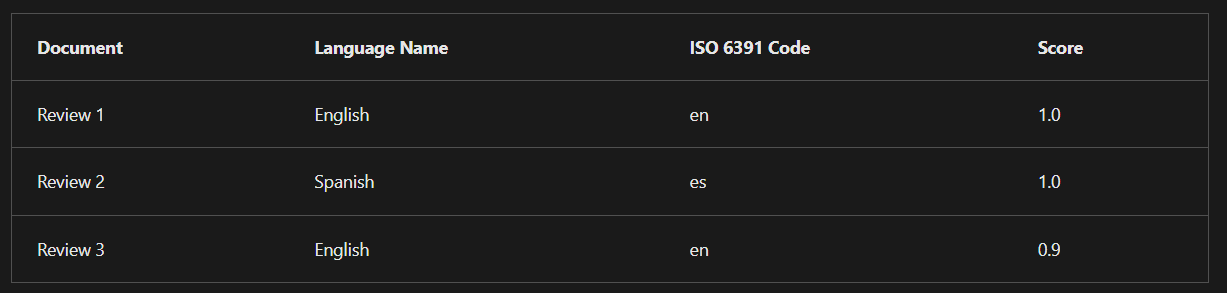 Document Language Name ISO 6391 Code Score
Review 1 English en 1.0
Review 2 Spanish es 1.0
Review 3 English en 0.9